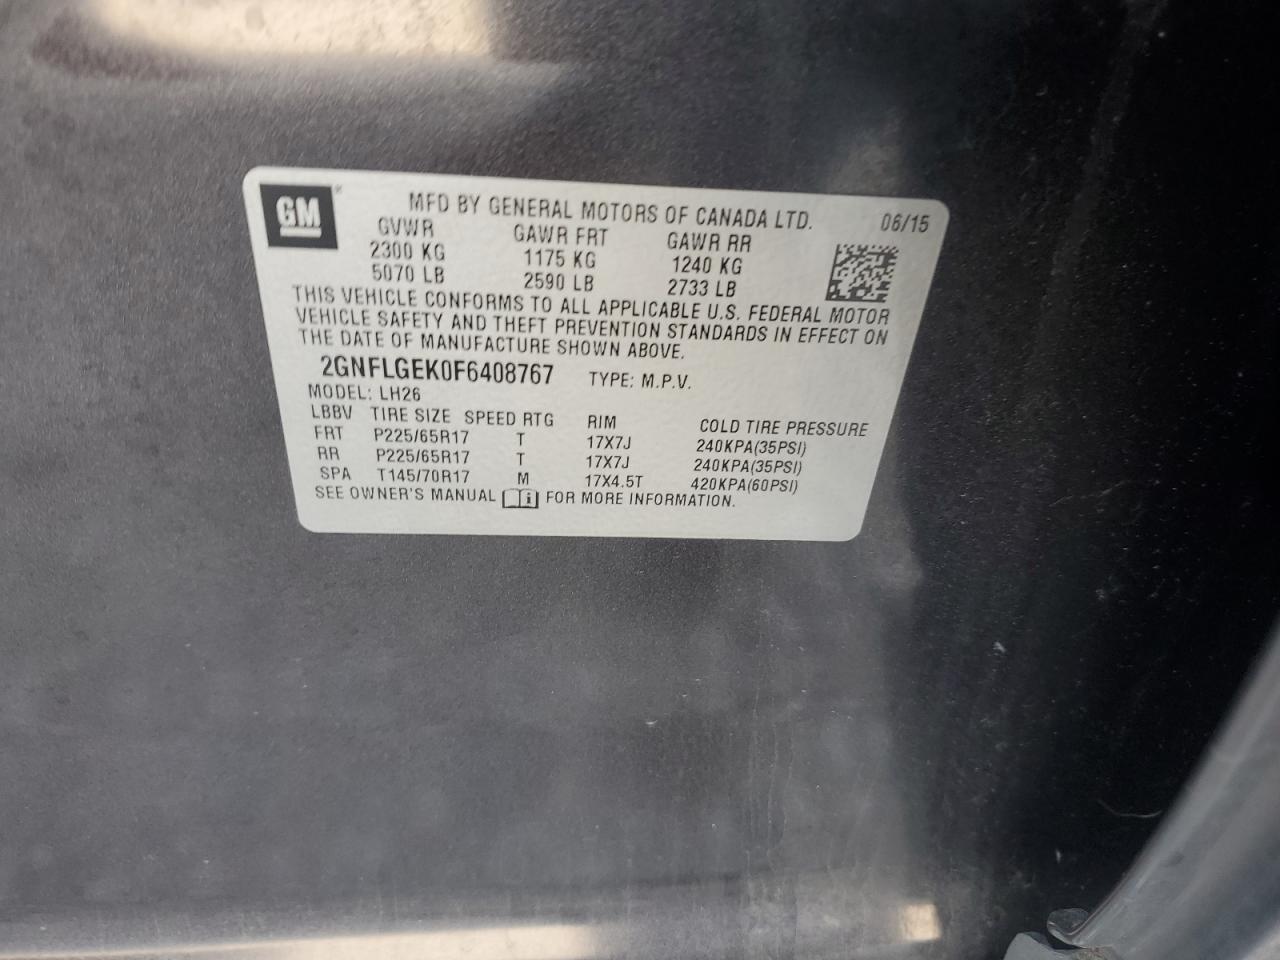 GM
MFD BY GENERAL MOTORS OF CANADA LTD. 06/15
GVWR GAWR FRT GAWR RR
2300 KG 1175 KG 1240 KG
5070 LB 2590 LB 2733 LB
THIS VEHICLE CONFORMS TO ALL APPLICABLE U.S. FEDERAL MOTOR
VEHICLE SAFETY AND THEFT PREVENTION STANDARDS IN EFFECT ON
THE DATE OF MANUFACTURE SHOWN ABOVE.
2GNFLGEK0F6408767 TYPE: M.P.V.
MODEL: LH26
LBBV TIRE SIZE SPEED RTG RIM COLD TIRE PRESSURE
FRT P225/65R17 T 17X7J 240KPA(35PSI)
RR P225/65R17 T 17X7J 240KPA(35PSI)
SPA T145/70R17 M 17X4.5T 420KPA(60PSI)
SEE OWNER'S MANUAL i FOR MORE INFORMATION.